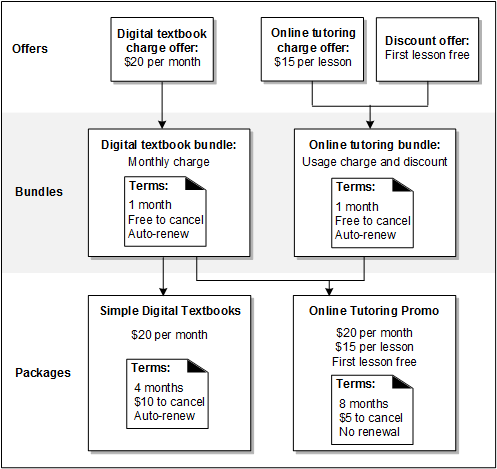 Offers
Digital textbook
charge offer:
$20 per month
Online tutoring
charge offer:
$15 per lesson
Discount offer:
First lesson free
Bundles
Digital textbook bundle:
Monthly charge
Terms:
1 month
Free to cancel
Auto-renew
Online tutoring bundle:
Usage charge and discount
Terms:
1 month
Free to cancel
Auto-renew
Packages
Simple Digital Textbooks
$20 per month
Terms:
4 months
$10 to cancel
Auto-renew
Online Tutoring Promo
$20 per month
$15 per lesson
First lesson free
Terms:
8 months
$5 to cancel
No renewal